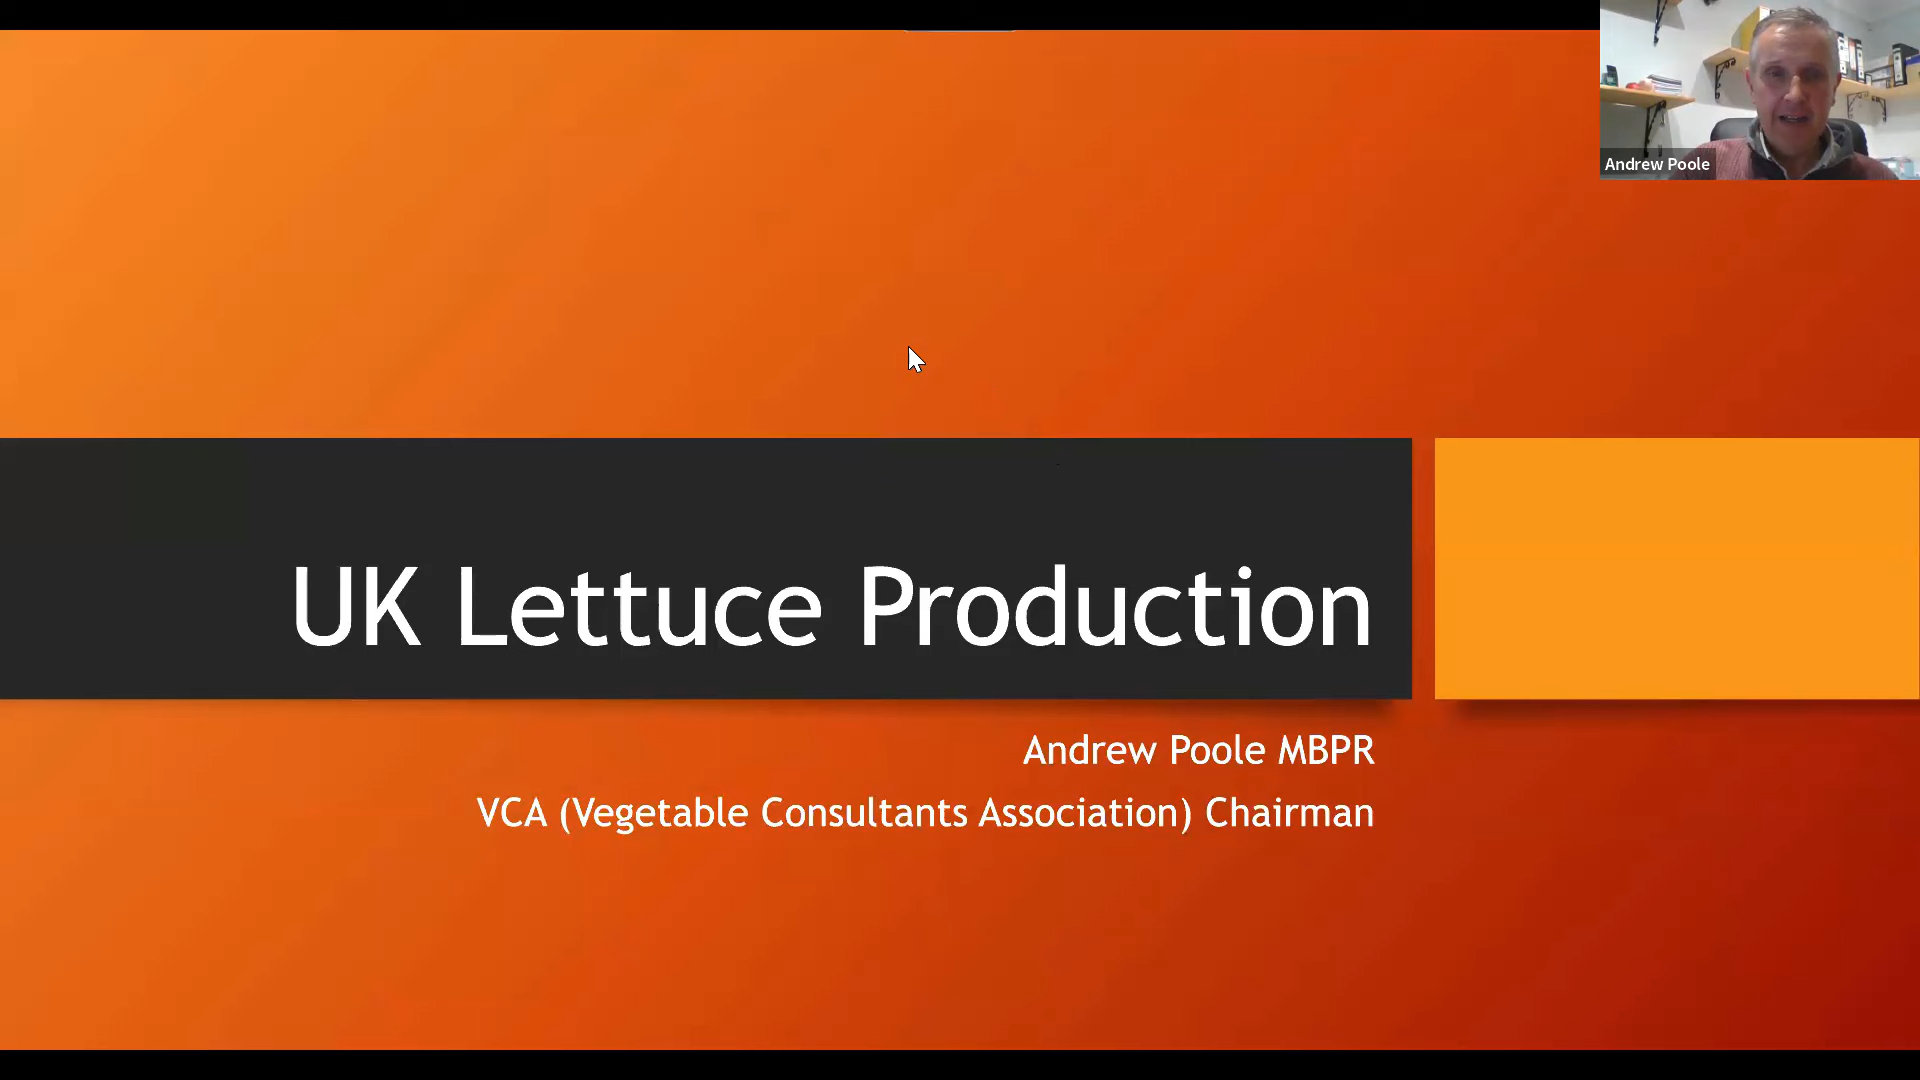 Andrew Poole
UK Lettuce Production
Andrew Poole MBPR
VCA (Vegetable Consultants Association) Chairman